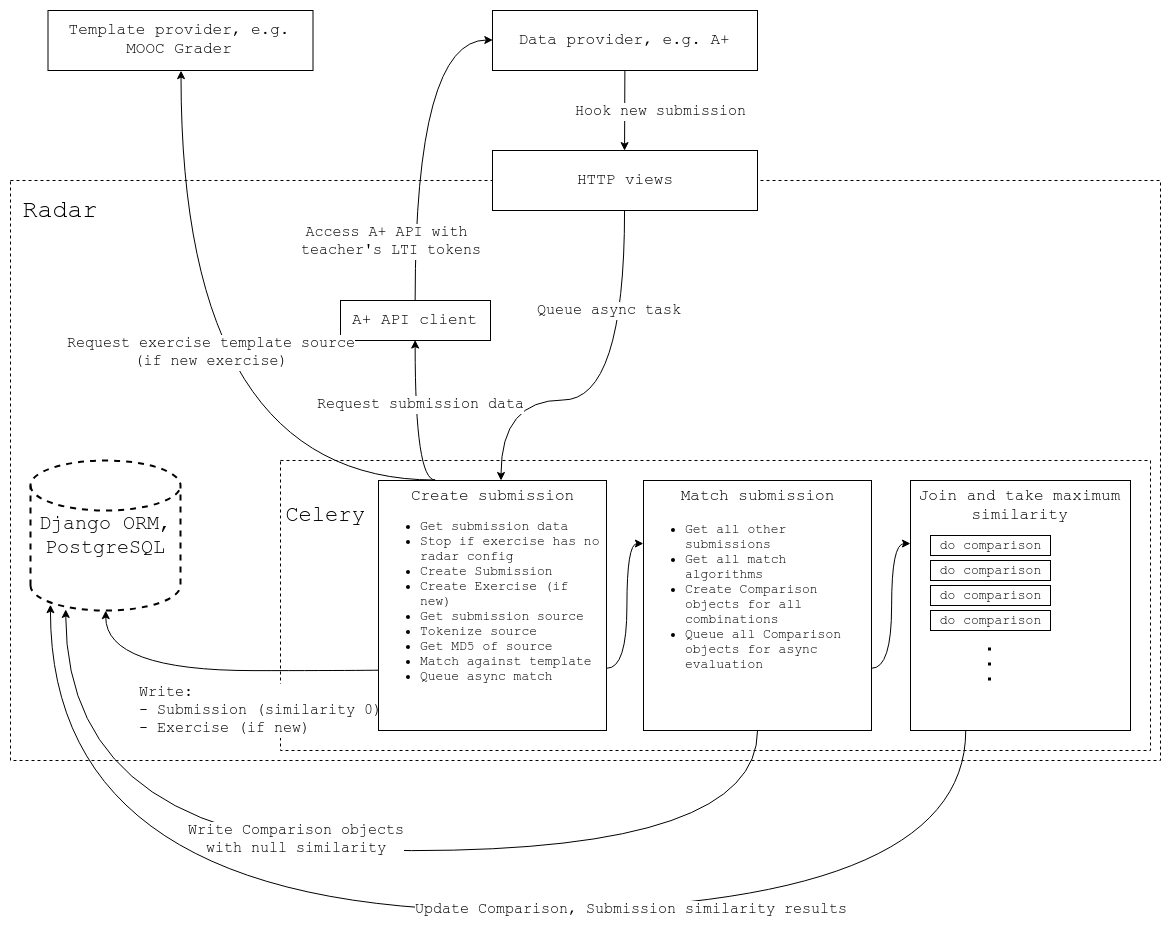 Template provider, e.g.
MOOC Grader
Data provider, e.g. A+
Hook new submission
HTTP views
Radar
Access A+ API with
teacher's LTI tokens
Queue async task
A+ API client
Request exercise template source
(if new exercise)
Request submission data
Celery
Django ORM,
PostgreSQL
Create submission
• Get submission data
• Stop if exercise has no
radar config
• Create Submission
• Create Exercise (if
new)
• Get submission source
• Tokenize source
• Get MD5 of source
• Match against template
• Queue async match
Match submission
• Get all other
submissions
• Get all match
algorithms
• Create Comparison
objects for all
combinations
• Queue all Comparison
objects for async
evaluation
Join and take maximum
similarity
do comparison
do comparison
do comparison
do comparison
Write:
- Submission (similarity 0)
- Exercise (if new)
Write Comparison objects
with null similarity
Update Comparison, Submission similarity results